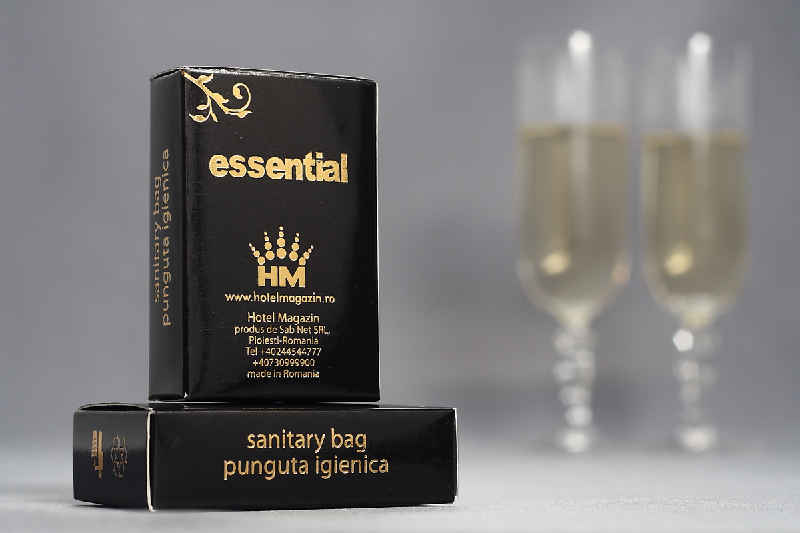 essential
HM
www.hotelmagazin.ro
Hotel Magazin
produs de Sab Net SRL,
Ploiesti-Romania
Tel +40244544777
+40730999900
made in Romania
sanitary bag
punguta igienica
sanitary bag
punguta igienica